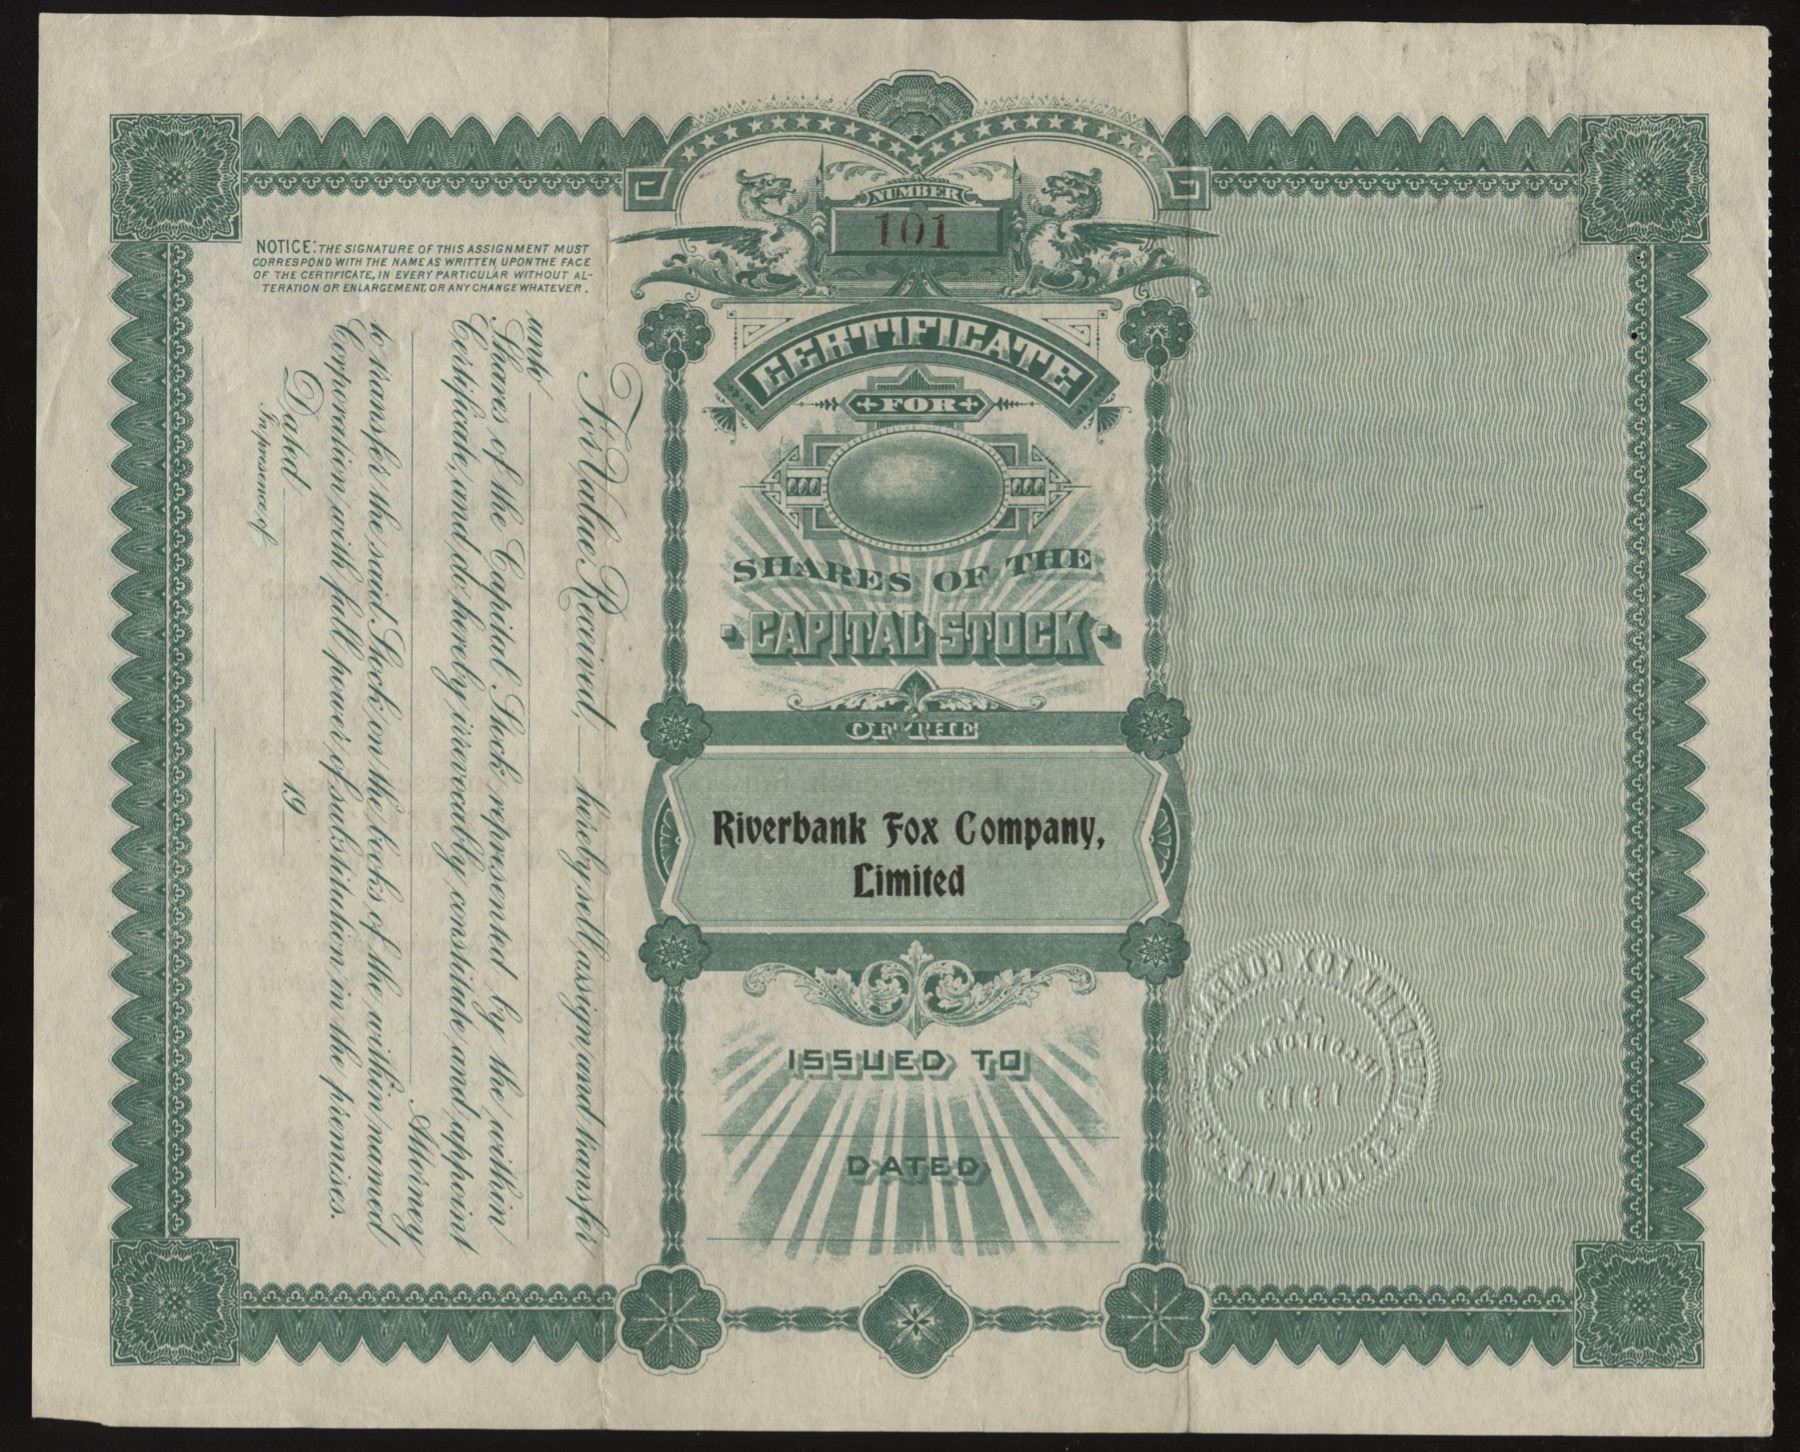 NOTICE: THE SIGNATURE OF THIS ASSIGNMENT MUST
CORRESPOND WITH THE NAME AS WRITTEN UPON THE FACE
OF THE CERTIFICATE, IN EVERY PARTICULAR WITHOUT AL-
TERATION OR ENLARGEMENT, OR ANY CHANGE WHATEVER.
For Value Received, hereby sell, assign and transfer
unto
Shares of the Capital Stock represented by the within
Certificate, and do hereby irrevocably constitute and appoint
Attorney
to transfer the said Stock on the books of the within named
Corporation with full power of substitution in the premises.
Dated 19
In presence of
NUMBER
101
CERTIFICATE
FOR
SHARES OF THE
CAPITAL STOCK
OF THE
Riverbank Fox Company,
Limited
ISSUED TO
DATED
FOX COMPANY
INCORPORATED
1913